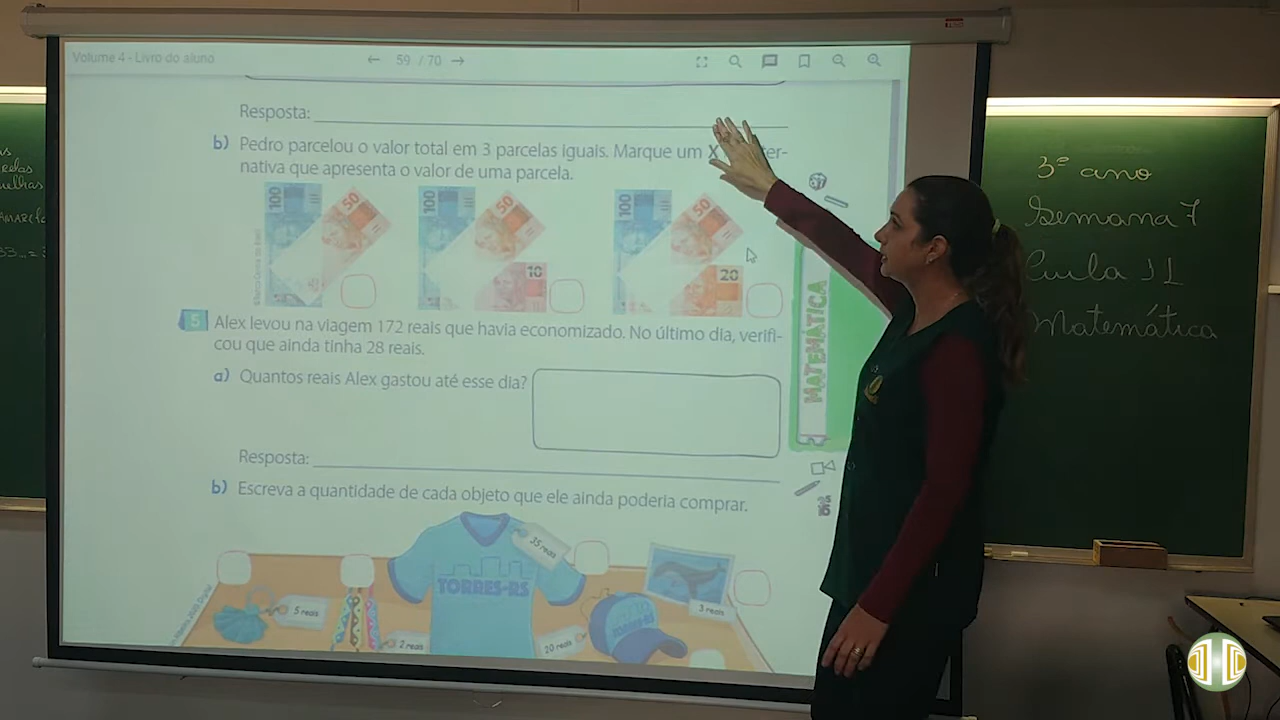 Volume 4 - Livro do aluno
← 59 / 70 →
Resposta:
b) Pedro parcelou o valor total em 3 parcelas iguais. Marque um X
nativa que apresenta o valor de uma parcela.
100 50
100 50 10
100 50 20
5 Alex levou na viagem 172 reais que havia economizado. No último dia, verifi-
cou que ainda tinha 28 reais.
a) Quantos reais Alex gastou até esse dia?
Resposta:
b) Escreva a quantidade de cada objeto que ele ainda poderia comprar.
35 reais
TORRES-RS
5 reais
2 reais
20 reais
3 reais
MATEMÁTICA
3º ano
Semana 7
Aula 11
Matemática